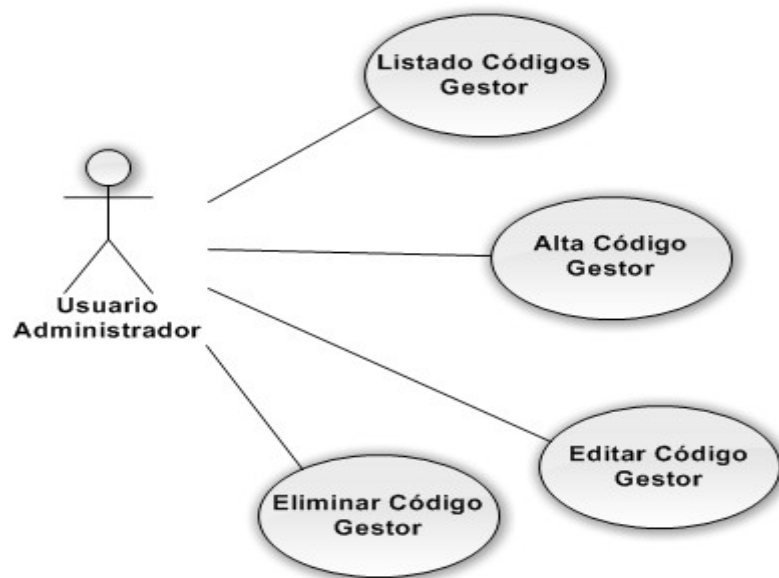 Listado Códigos
Gestor
Alta Código
Gestor
Usuario
Administrador
Editar Código
Gestor
Eliminar Código
Gestor